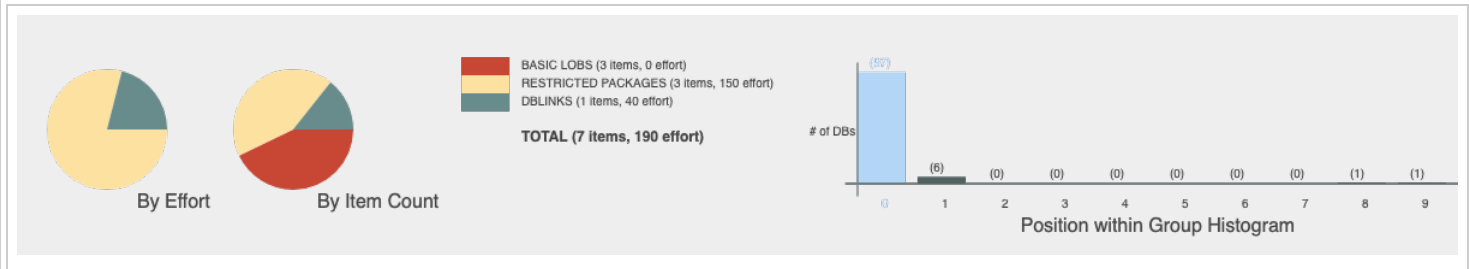 BASIC LOBS (3 items, 0 effort)
RESTRICTED PACKAGES (3 items, 150 effort)
DBLINKS (1 items, 40 effort)
TOTAL (7 items, 190 effort)
By Effort
By Item Count
# of DBs
(97)
(6)
(0)
(0)
(0)
(0)
(0)
(0)
(1)
(1)
1
2
3
4
5
6
7
8
9
Position within Group Histogram